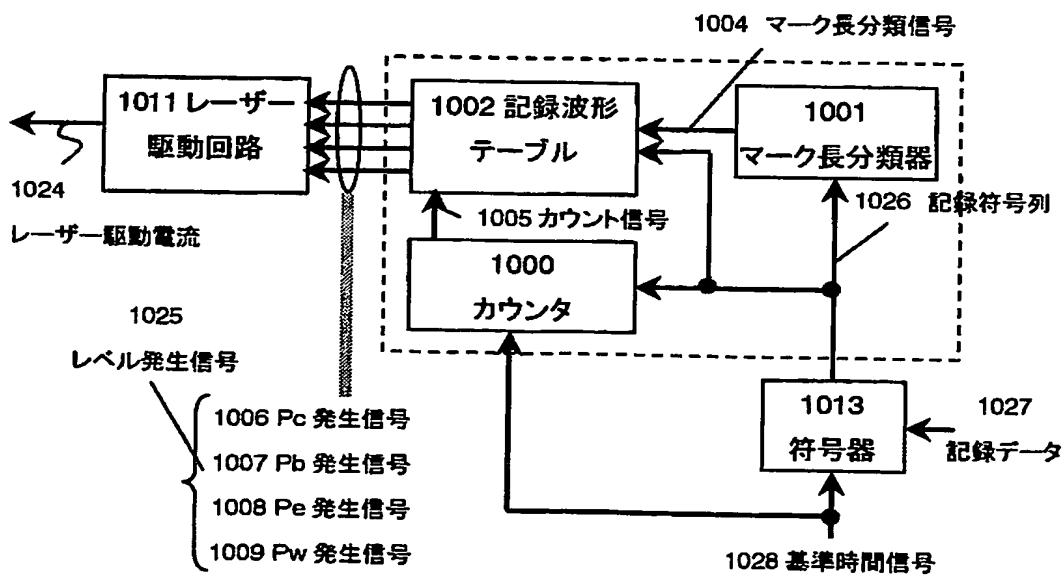 1004 マーク長分類信号
1011 レーザー
駆動回路
1002 記録波形
テーブル
1001
マーク長分類器
1024
レーザー駆動電流
1005 カウント信号
1026 記録符号列
1000
カウンタ
1025
レベル発生信号
1006 Pc 発生信号
1007 Pb 発生信号
1008 Pe 発生信号
1009 Pw 発生信号
1013
符号器
1027
記録データ
1028 基準時間信号